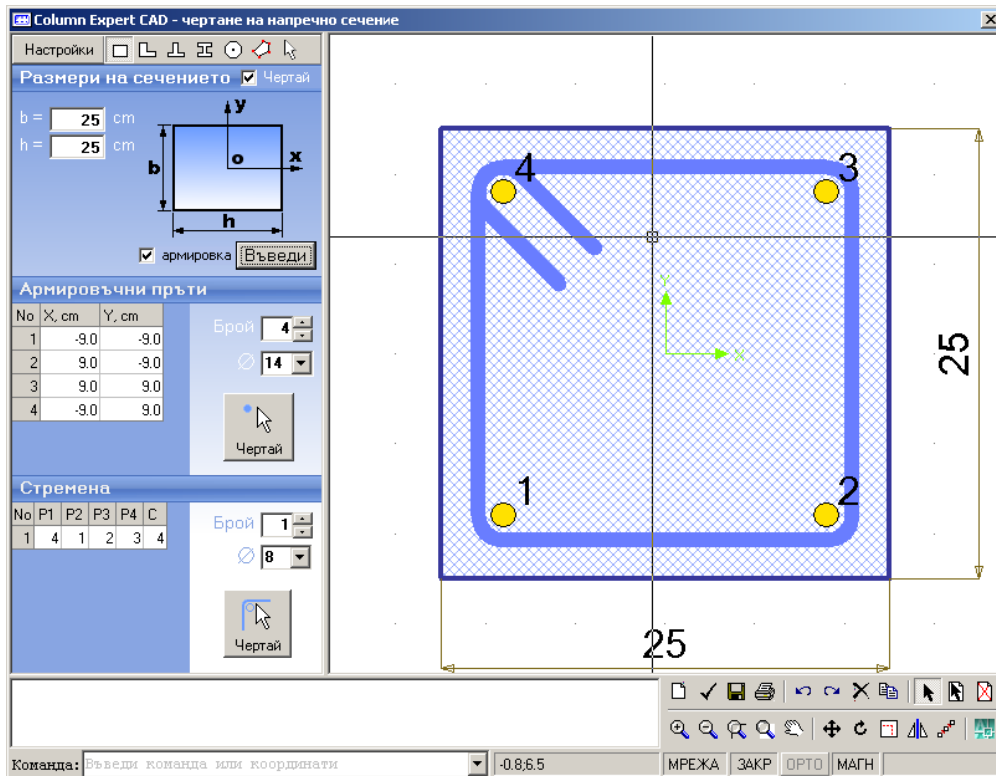 Column Expert CAD - чертане на напречно сечение
Настройки
Размери на сечението Чертай
b = 25 cm
h = 25 cm
y
o
x
b
h
армировка Въведи
Армировъчни пръти
No X, cm Y, cm
1 -9.0 -9.0
2 9.0 -9.0
3 9.0 9.0
4 -9.0 9.0
Брой 4
∅ 14
Чертай
Стремена
No P1 P2 P3 P4 C
1 4 1 2 3 4
Брой 1
∅ 8
Чертай
4
3
Y
X
1
2
25
25
Команда: Въведи команда или координати
-0.8;6.5
МРЕЖА ЗАКР ОРТО МАГН